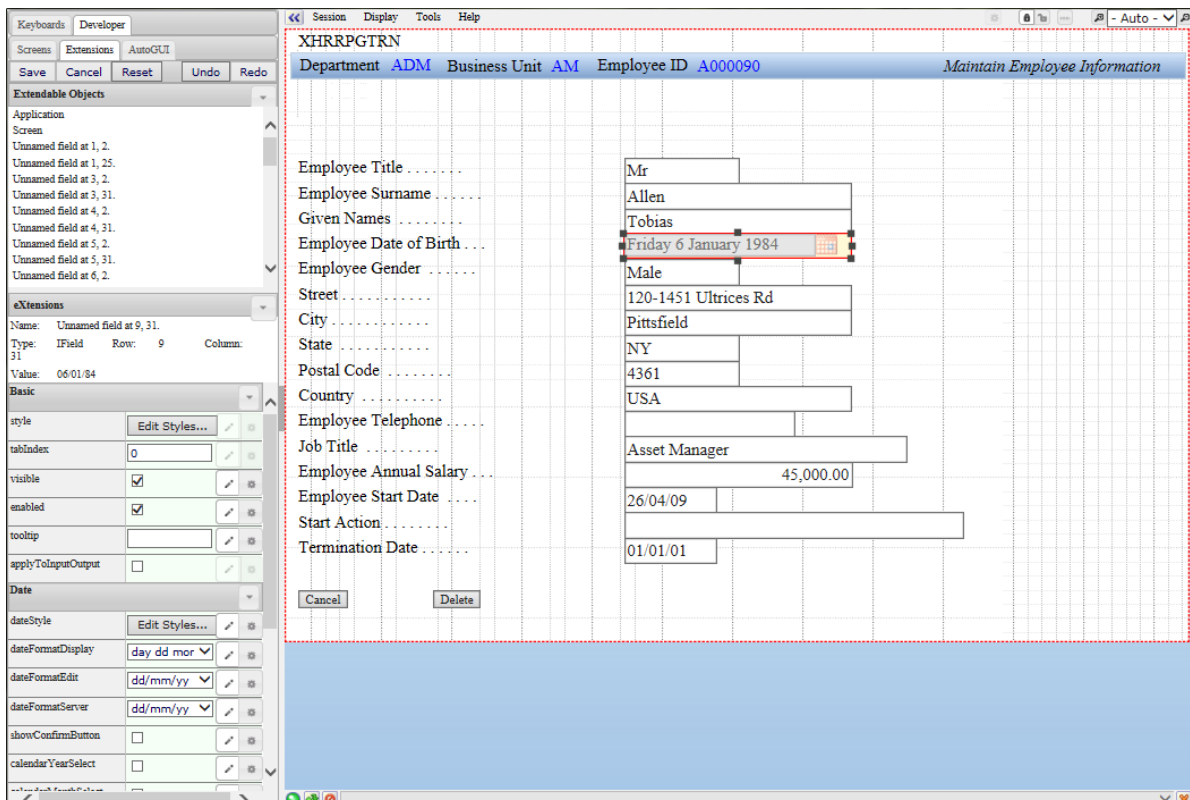 Keyboards Developer
Screens Extensions AutoGUI
Save Cancel Reset Undo Redo
Extendable Objects
Application
Screen
Unnamed field at 1, 2.
Unnamed field at 1, 25.
Unnamed field at 3, 2.
Unnamed field at 3, 31.
Unnamed field at 4, 2.
Unnamed field at 4, 31.
Unnamed field at 5, 2.
Unnamed field at 5, 31.
Unnamed field at 6, 2.
eXtensions
Name: Unnamed field at 9, 31.
Type: IField Row: 9 Column:
31
Value: 06/01/84
Basic
style Edit Styles...
tabIndex 0
visible
enabled
tooltip
applyToInputOutput
Date
dateStyle Edit Styles...
dateFormatDisplay day dd mor
dateFormatEdit dd/mm/yy
dateFormatServer dd/mm/yy
showConfirmButton
calendarYearSelect
calendarMonthSelect
Session Display Tools Help - Auto -
XHRRPGTRN
Department ADM Business Unit AM Employee ID A000090 Maintain Employee Information
Employee Title . . . . . . . Mr
Employee Surname . . . . . . Allen
Given Names . . . . . . . . Tobias
Employee Date of Birth . . . Friday 6 January 1984
Employee Gender . . . . . . Male
Street . . . . . . . . . . . 120-1451 Ultrices Rd
City . . . . . . . . . . . . Pittsfield
State . . . . . . . . . . . NY
Postal Code . . . . . . . . 4361
Country . . . . . . . . . . USA
Employee Telephone . . . . .
Job Title . . . . . . . . . Asset Manager
Employee Annual Salary . . . 45,000.00
Employee Start Date . . . . 26/04/09
Start Action . . . . . . . .
Termination Date . . . . . . 01/01/01
Cancel Delete